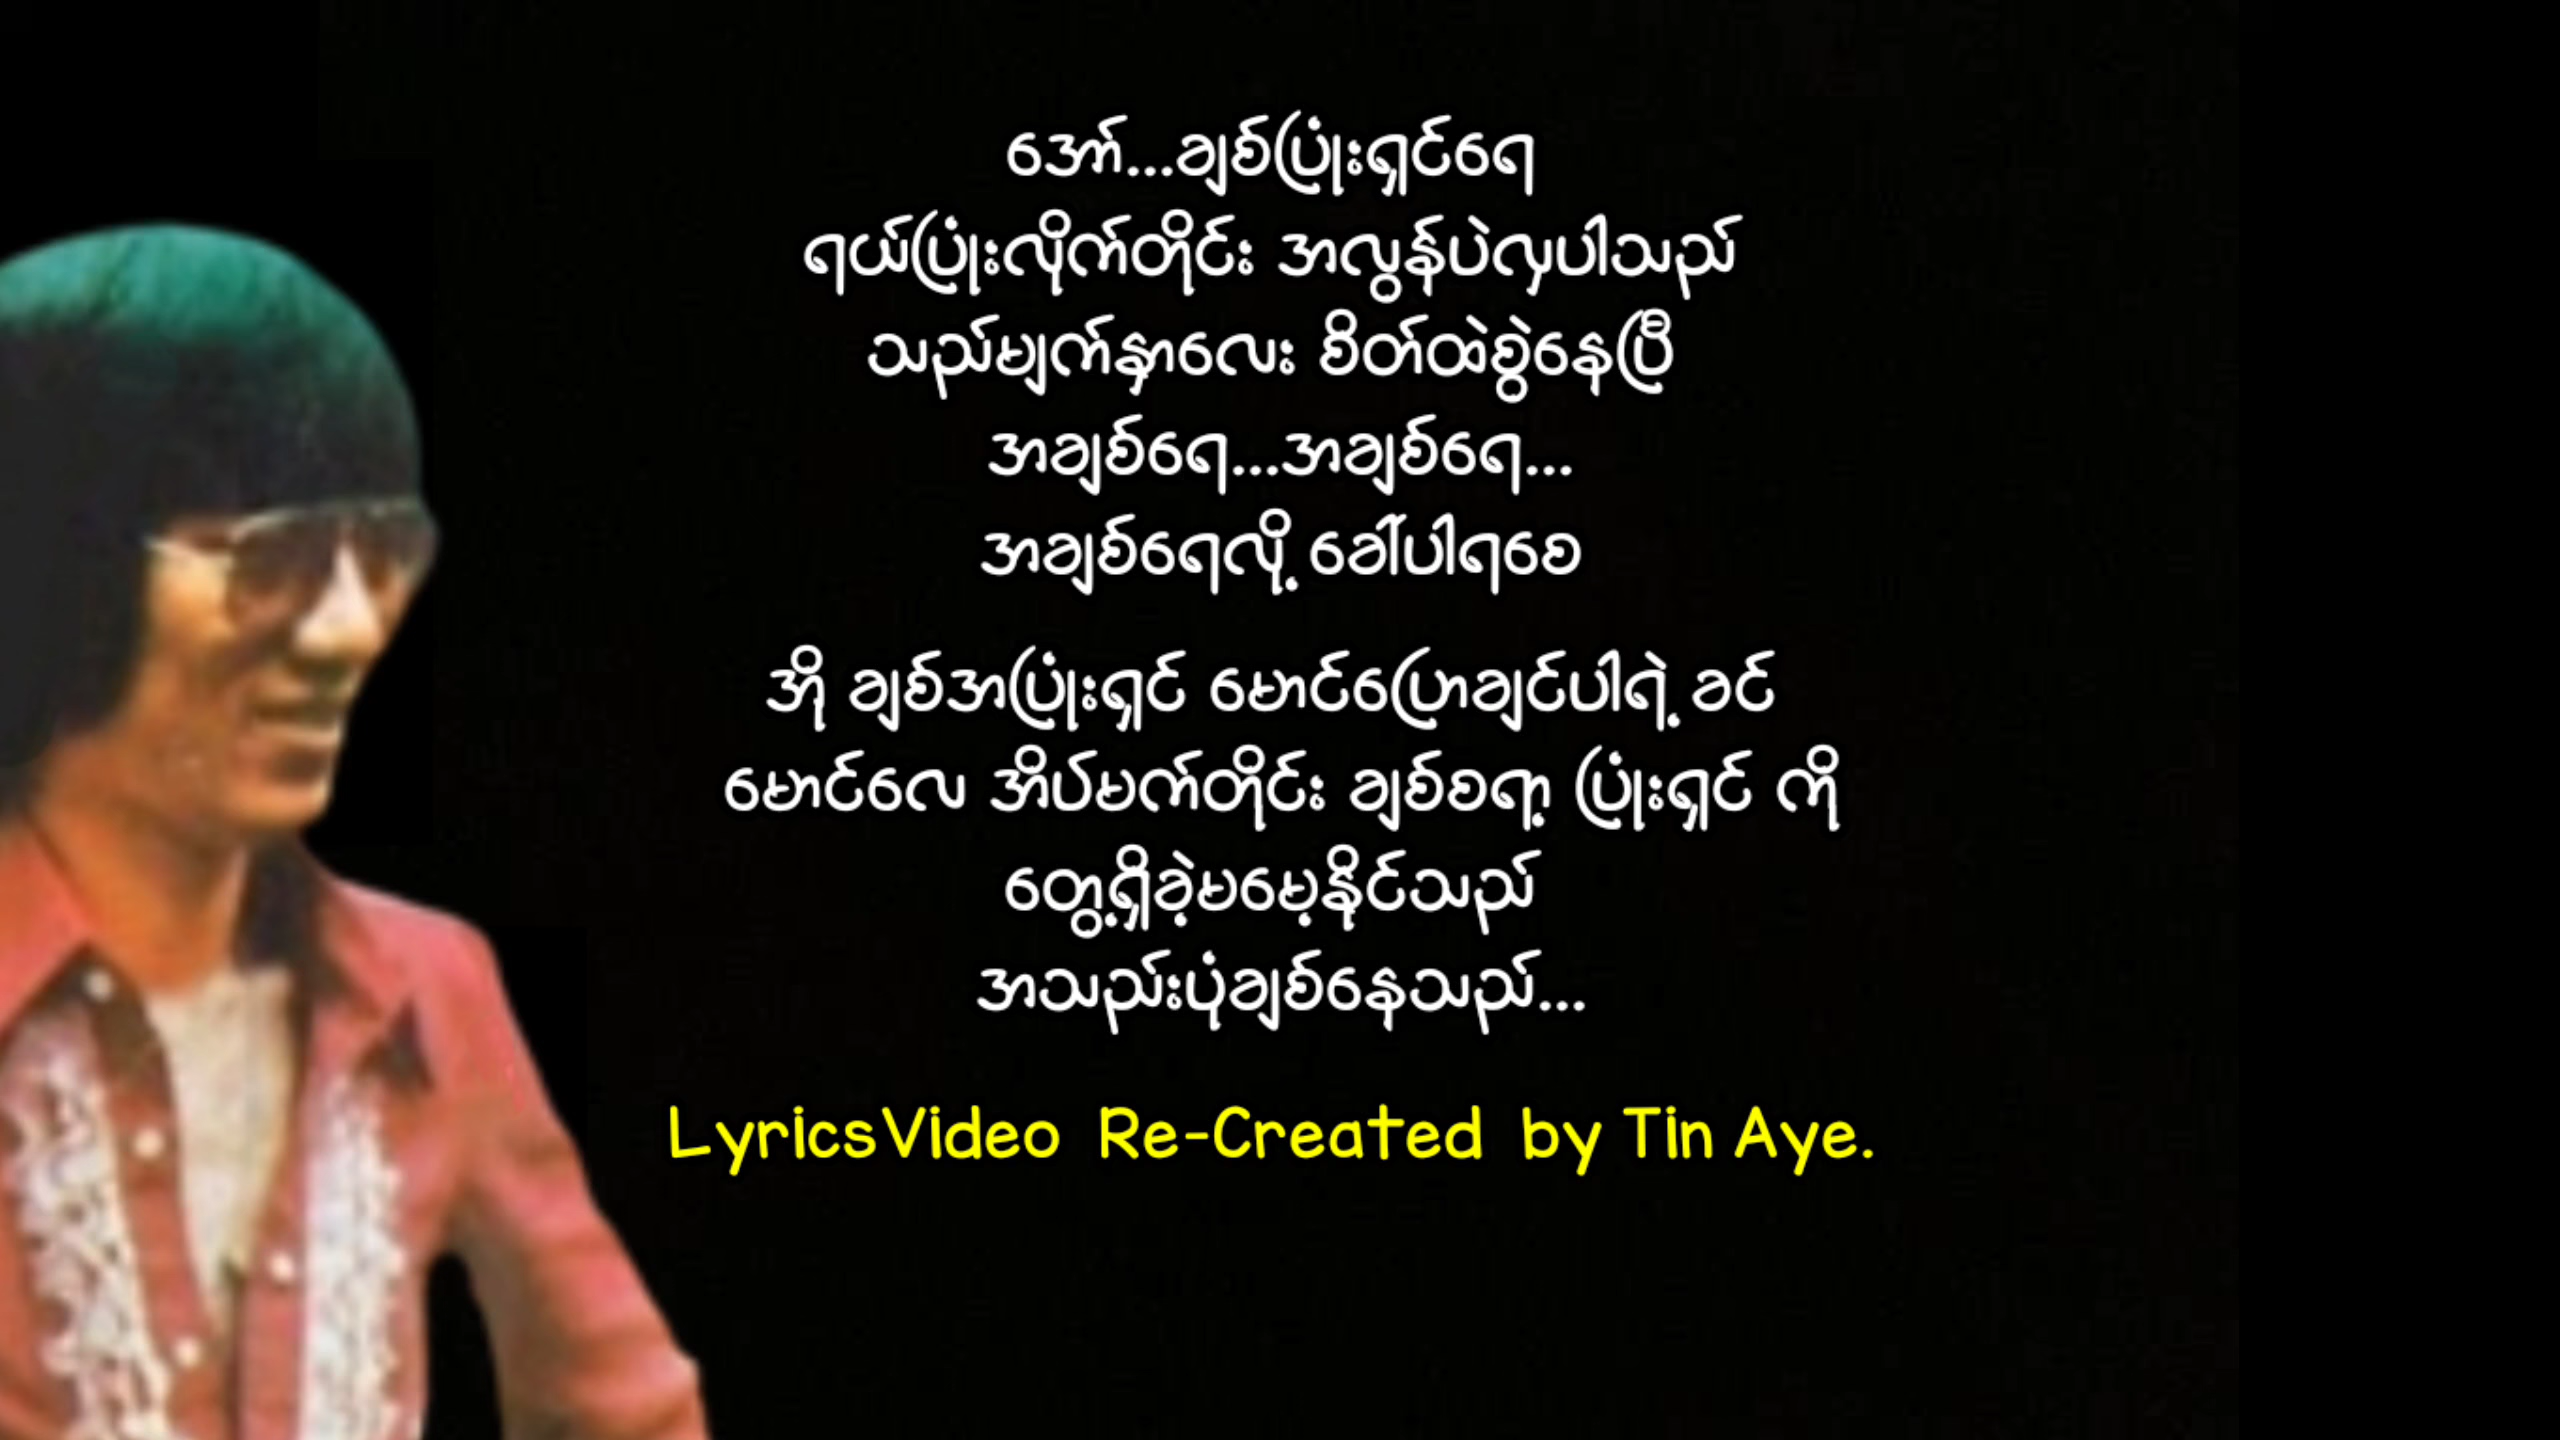 အော်...ချစ်ပြုံးရှင်ရေ
ရယ်ပြုံးလိုက်တိုင်း အလွန်ပဲလှပါသည်
သည်မျက်နှာလေး စိတ်ထဲစွဲနေပြီ
အချစ်ရေ...အချစ်ရေ...
အချစ်ရေလို့ ခေါ်ပါရစေ
အို ချစ်အပြုံးရှင် မောင်ပြောချင်ပါရဲ့ ခင်
မောင်လေ အိပ်မက်တိုင်း ချစ်စရာ့ ပြုံးရှင် ကို
တွေ့ရှိခဲ့မမေ့နိုင်သည်
အသည်းပုံချစ်နေသည်...
LyricsVideo Re-Created by Tin Aye.